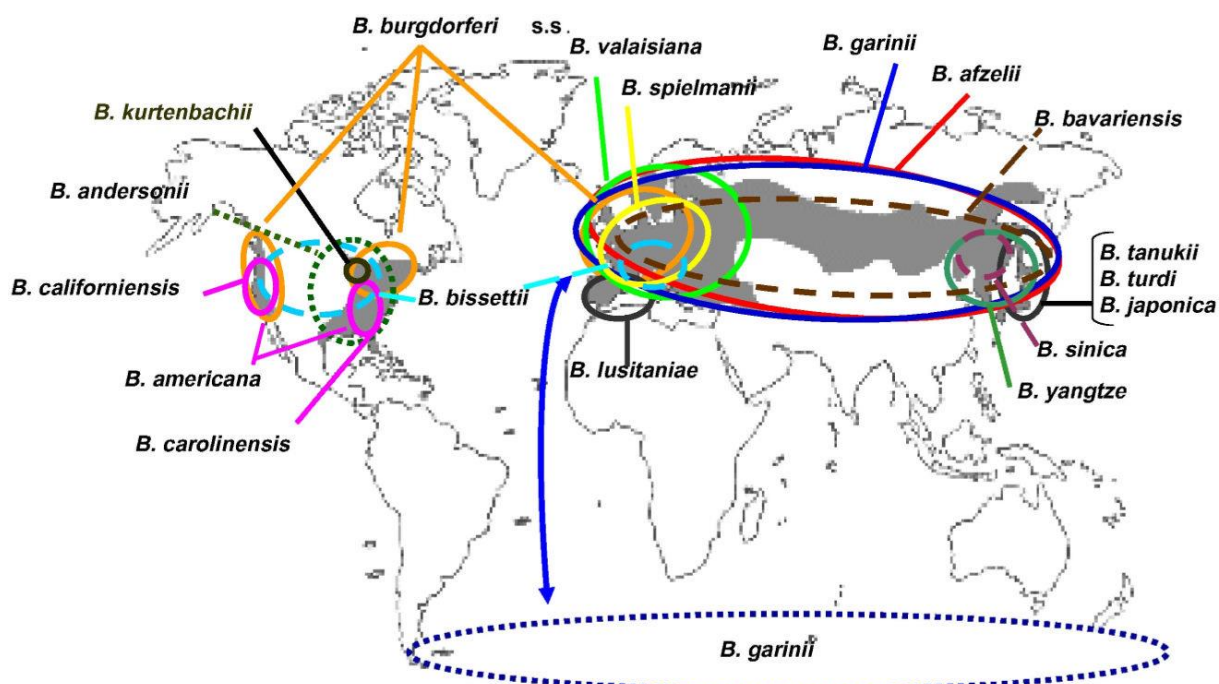 B. burgdorferi s.s.
B. valaisiana
B. garinii
B. spielmanii
B. afzelii
B. kurtenbachii
B. bavariensis
B. andersonii
B. californiensis
B. bissettii
B. tanukii
B. turdi
B. japonica
B. americana
B. lusitaniae
B. sinica
B. yangtze
B. carolinensis
B. garinii